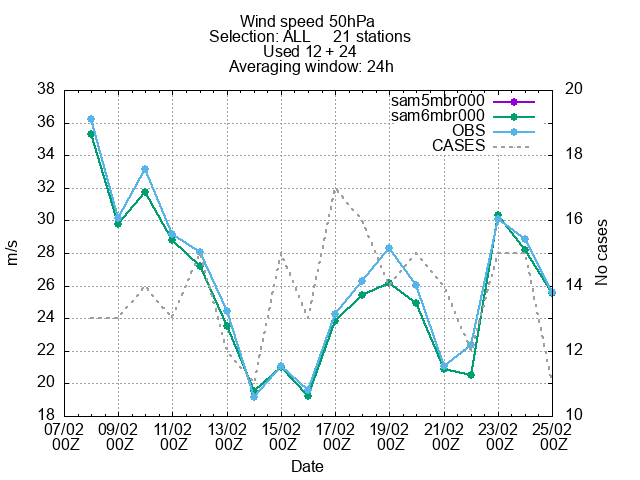 Wind speed 50hPa
Selection: ALL 21 stations
Used 12 + 24
Averaging window: 24h
sam5mbr000
sam6mbr000
OBS
CASES
38
36
34
32
30
28
26
24
22
20
18
m/s
20
18
16
14
12
10
No cases
07/02 09/02 11/02 13/02 15/02 17/02 19/02 21/02 23/02 25/02
00Z 00Z 00Z 00Z 00Z 00Z 00Z 00Z 00Z 00Z
Date